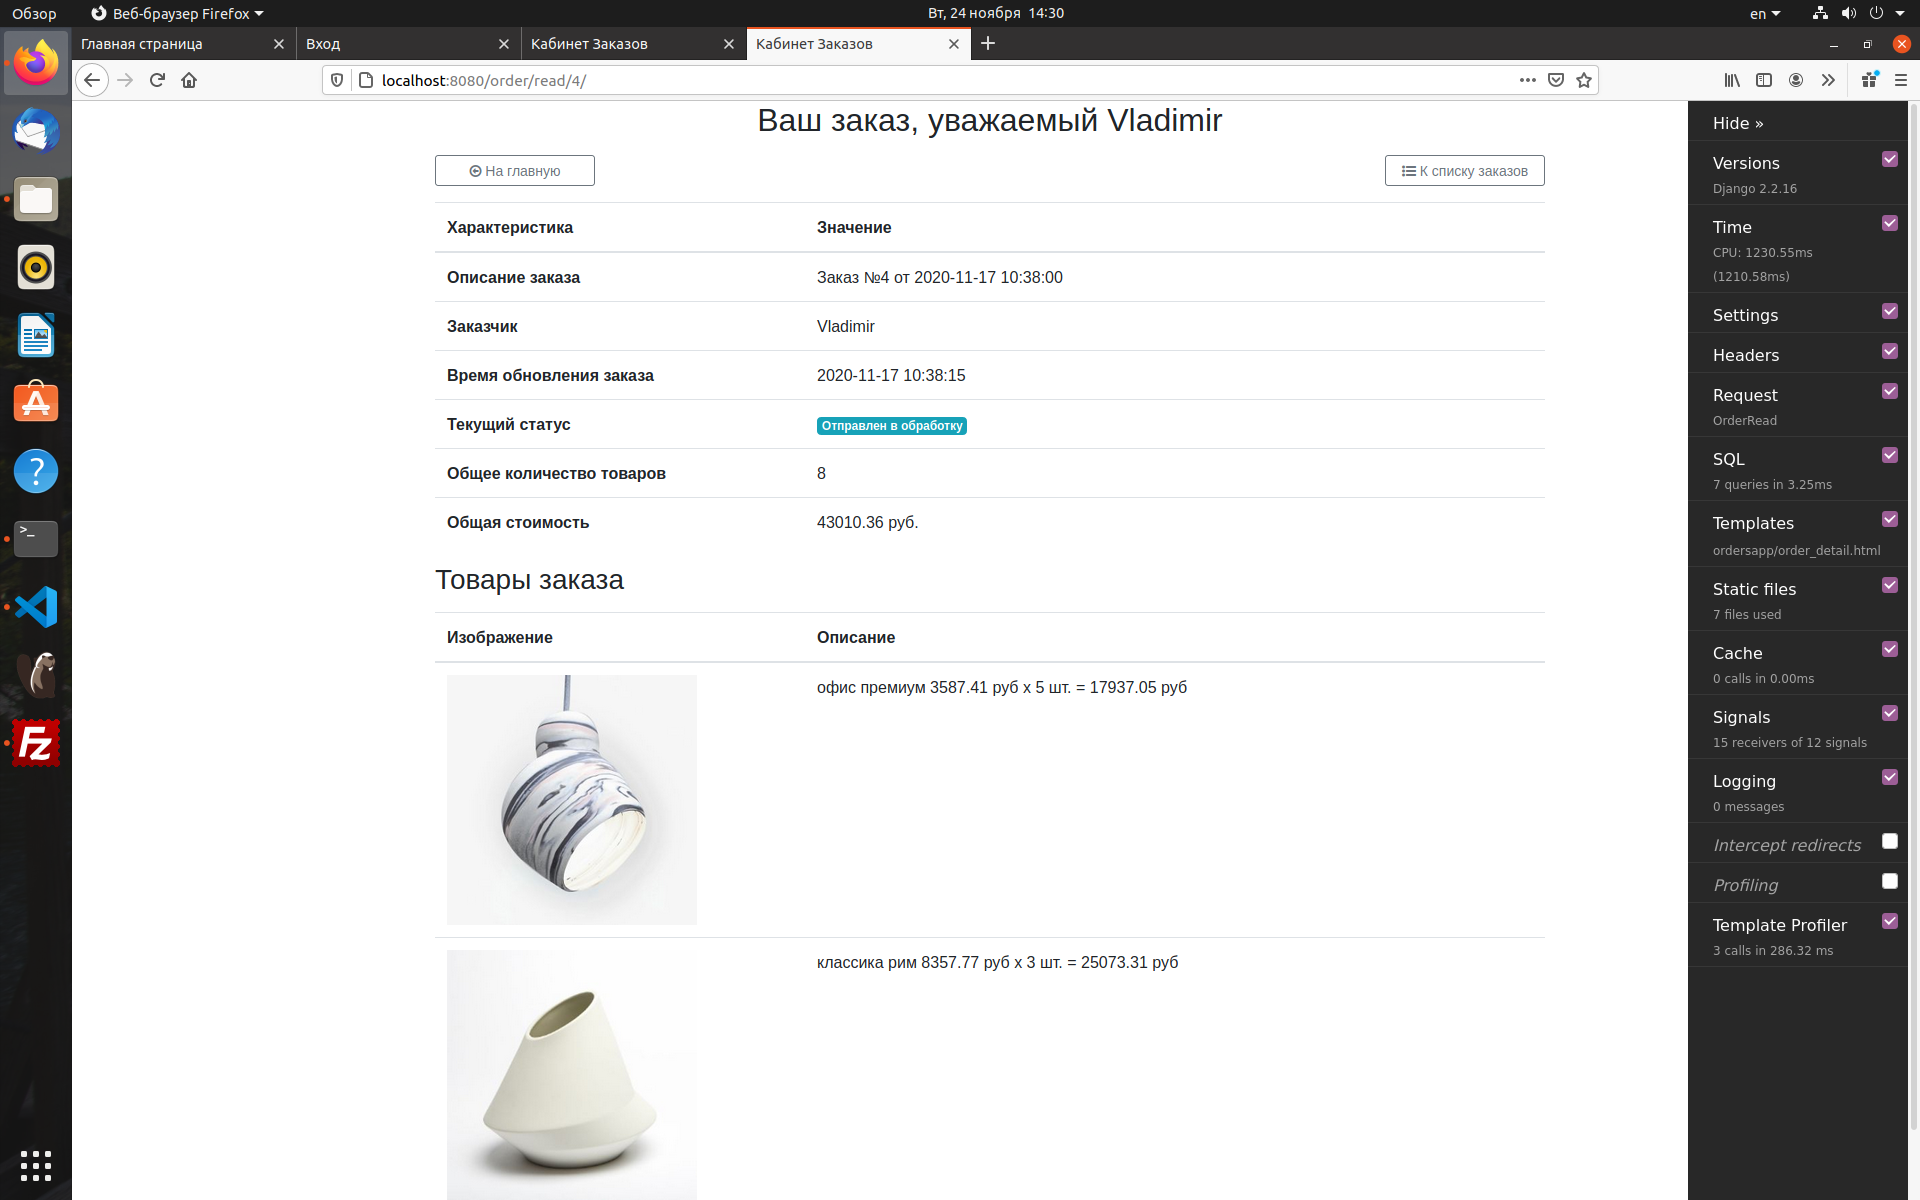 Обзор
Веб-браузер Firefox
Вт, 24 ноября 14:30
en
Главная страница
Вход
Кабинет Заказов
Кабинет Заказов
localhost:8080/order/read/4/
Ваш заказ, уважаемый Vladimir
На главную
К списку заказов
Характеристика Значение
Описание заказа Заказ №4 от 2020-11-17 10:38:00
Заказчик Vladimir
Время обновления заказа 2020-11-17 10:38:15
Текущий статус Отправлен в обработку
Общее количество товаров 8
Общая стоимость 43010.36 руб.
Товары заказа
Изображение Описание
офис премиум 3587.41 руб x 5 шт. = 17937.05 руб
классика рим 8357.77 руб x 3 шт. = 25073.31 руб
Hide »
Versions
Django 2.2.16
Time
CPU: 1230.55ms
(1210.58ms)
Settings
Headers
Request
OrderRead
SQL
7 queries in 3.25ms
Templates
ordersapp/order_detail.html
Static files
7 files used
Cache
0 calls in 0.00ms
Signals
15 receivers of 12 signals
Logging
0 messages
Intercept redirects
Profiling
Template Profiler
3 calls in 286.32 ms